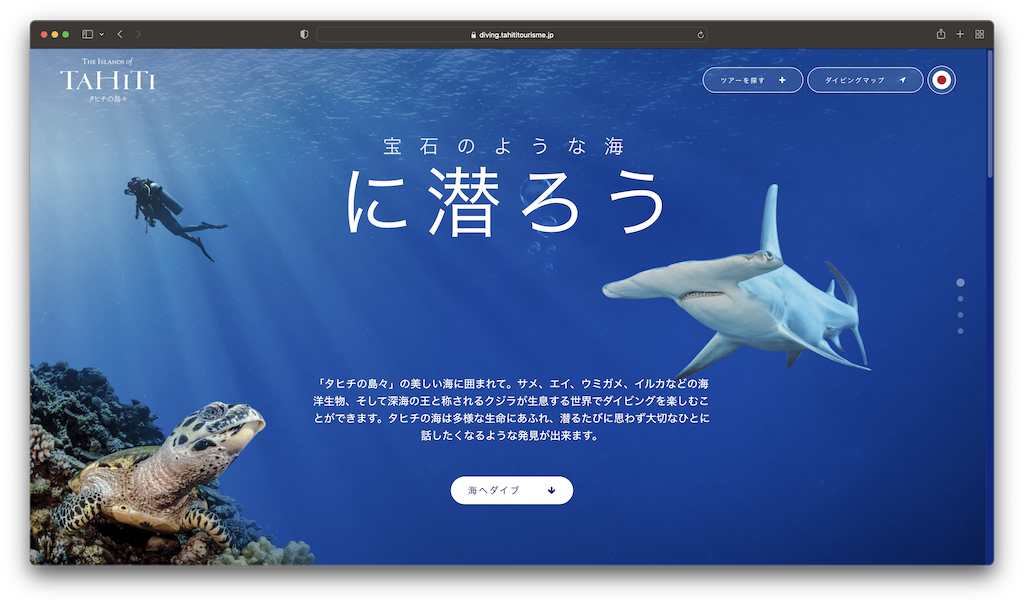 diving.tahititourisme.jp
THE ISLANDS of
TAHITI
タヒチの島々
ツアーを探す
ダイビングマップ
宝石のような海
に潜ろう
「タヒチの島々」の美しい海に囲まれて。サメ、エイ、ウミガメ、イルカなどの海
洋生物、そして深海の王と称されるクジラが生息する世界でダイビングを楽しむこ
とができます。タヒチの海は多様な生命にあふれ、潜るたびに思わず大切なひとに
話したくなるような発見が出来ます。
海へダイブ